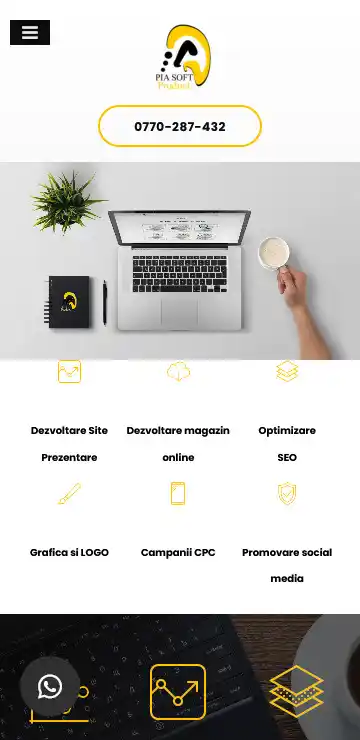 PIA SOFT
Product
0770-287-432
Dezvoltare Site
Prezentare
Dezvoltare magazin
online
Optimizare
SEO
Grafica si LOGO
Campanii CPC
Promovare social
media